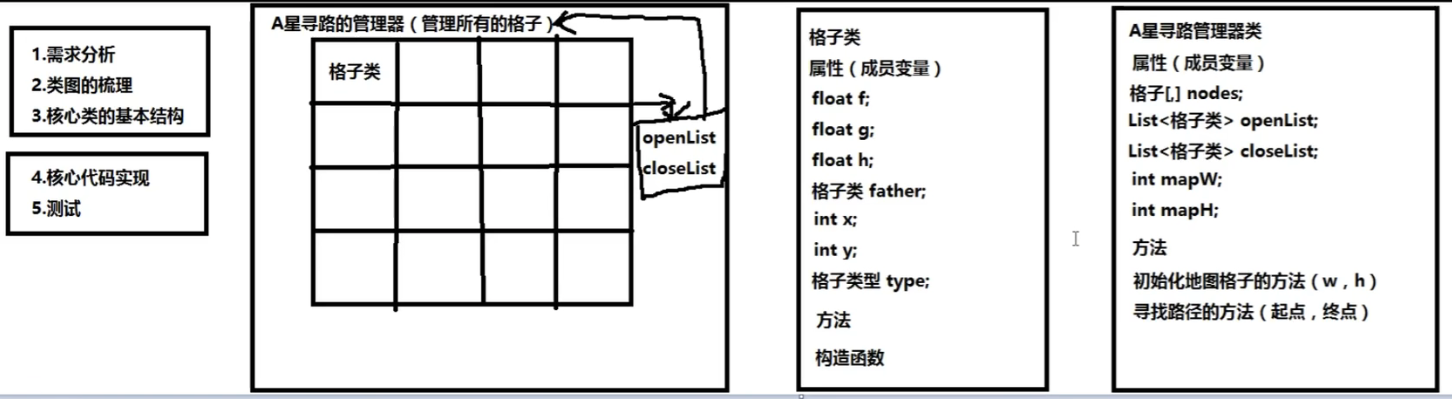 1.需求分析
2.类图的梳理
3.核心类的基本结构
4.核心代码实现
5.测试
A星寻路的管理器（管理所有的格子）
格子类
openList
closeList
格子类
属性（成员变量）
float f;
float g;
float h;
格子类 father;
int x;
int y;
格子类型 type;
方法
构造函数
A星寻路管理器类
属性（成员变量）
格子[,] nodes;
List<格子类> openList;
List<格子类> closeList;
int mapW;
int mapH;
方法
初始化地图格子的方法（w，h）
寻找路径的方法（起点，终点）